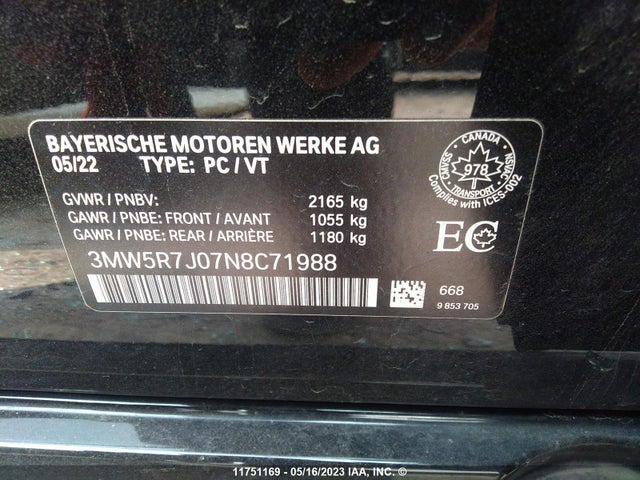 BAYERISCHE MOTOREN WERKE AG
05/22 TYPE: PC / VT
GVWR / PNBV: 2165 kg
GAWR / PNBE: FRONT / AVANT 1055 kg
GAWR / PNBE: REAR / ARRIÈRE 1180 kg
3MW5R7J07N8C71988
CANADA
CMVSS
978
NSVAC
TRANSPORT
Complies with ICES-002
EC
668
9 853 705
11751169 - 05/16/2023 IAA, INC. ©